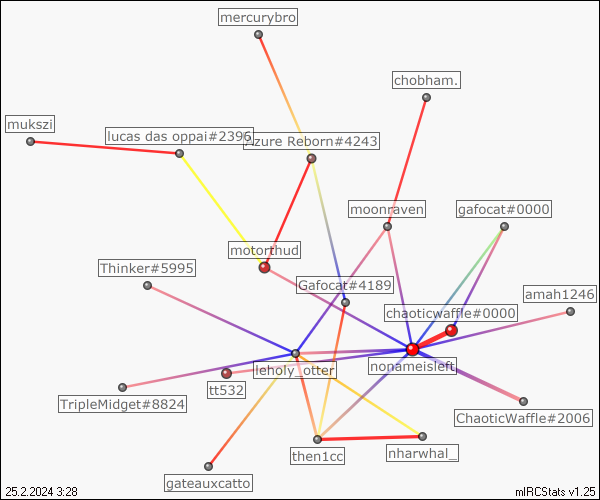 mercurybro
chobham.
mukszi
lucas das oppai#2396
Azure Reborn#4243
moonraven
gafocat#0000
motorthud
Thinker#5995
Gafocat#4189
amah1246
chaoticwaffle#0000
nonameisleft
leholy_otter
tt532
TripleMidget#8824
ChaoticWaffle#2006
then1cc
nharwhal_
gateauxcatto
25.2.2024 3:28
mIRCStats v1.25